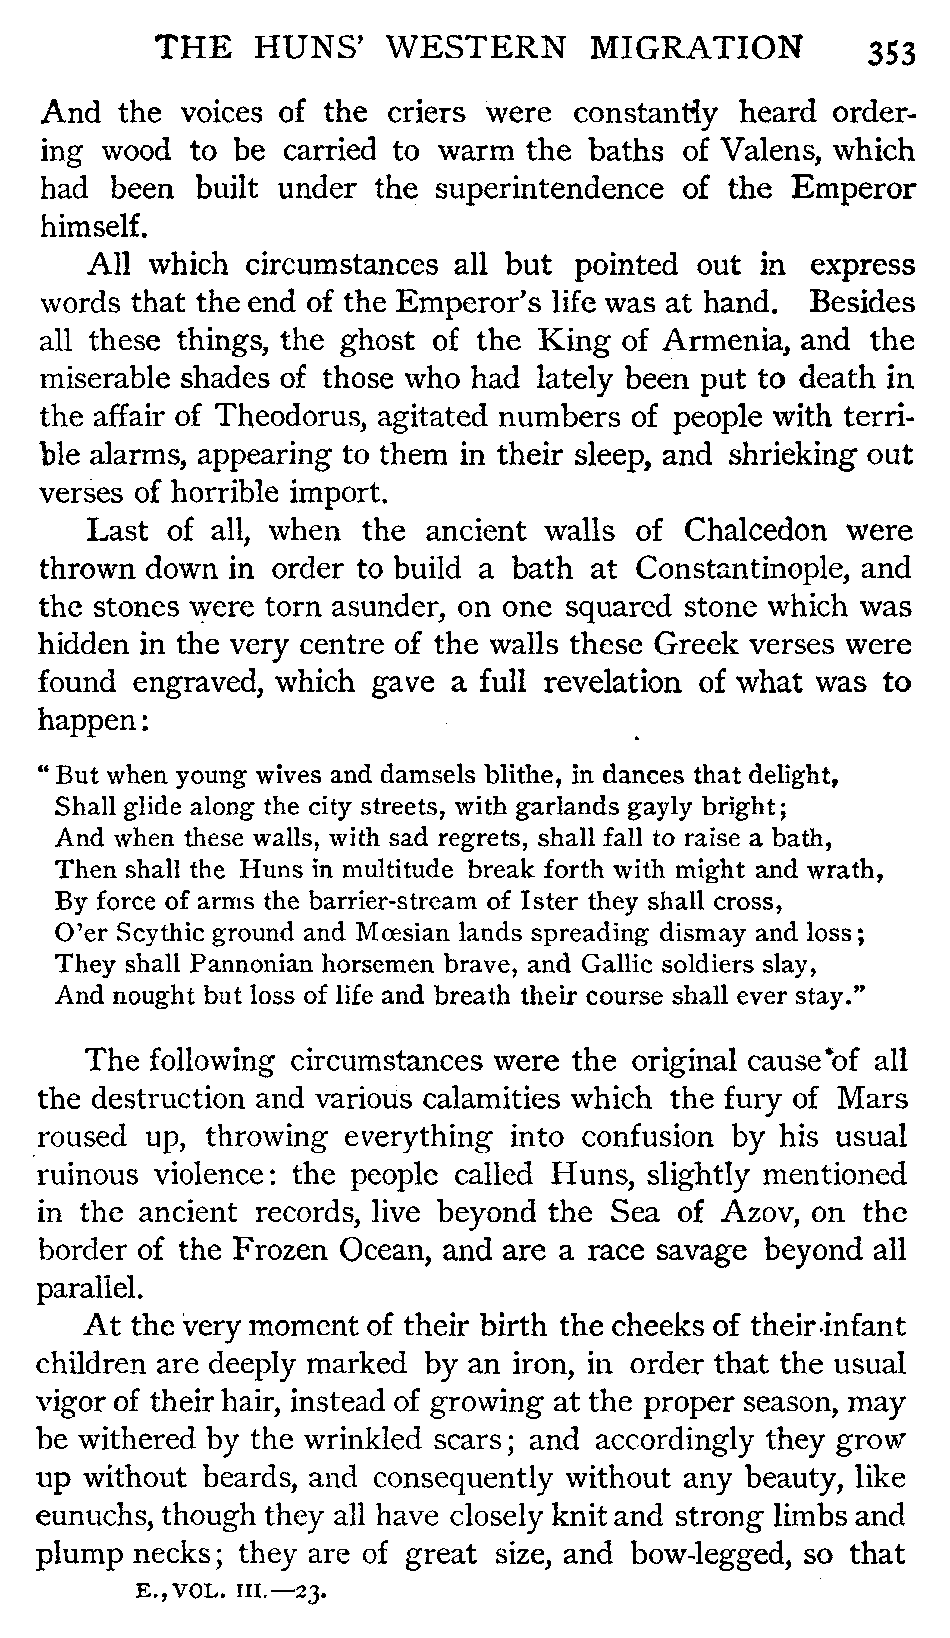 THE HUNS' WESTERN MIGRATION 353
And the voices of the criers were constantly heard order-
ing wood to be carried to warm the baths of Valens, which
had been built under the superintendence of the Emperor
himself.
All which circumstances all but pointed out in express
words that the end of the Emperor's life was at hand. Besides
all these things, the ghost of the King of Armenia, and the
miserable shades of those who had lately been put to death in
the affair of Theodorus, agitated numbers of people with terri-
ble alarms, appearing to them in their sleep, and shrieking out
verses of horrible import.
Last of all, when the ancient walls of Chalcedon were
thrown down in order to build a bath at Constantinople, and
the stones were torn asunder, on one squared stone which was
hidden in the very centre of the walls these Greek verses were
found engraved, which gave a full revelation of what was to
happen:
"But when young wives and damsels blithe, in dances that delight,
Shall glide along the city streets, with garlands gayly bright;
And when these walls, with sad regrets, shall fall to raise a bath,
Then shall the Huns in multitude break forth with might and wrath,
By force of arms the barrier-stream of Ister they shall cross,
O'er Scythic ground and Mœsian lands spreading dismay and loss;
They shall Pannonian horsemen brave, and Gallic soldiers slay,
And nought but loss of life and breath their course shall ever stay."
The following circumstances were the original cause of all
the destruction and various calamities which the fury of Mars
roused up, throwing everything into confusion by his usual
ruinous violence: the people called Huns, slightly mentioned
in the ancient records, live beyond the Sea of Azov, on the
border of the Frozen Ocean, and are a race savage beyond all
parallel.
At the very moment of their birth the cheeks of their infant
children are deeply marked by an iron, in order that the usual
vigor of their hair, instead of growing at the proper season, may
be withered by the wrinkled scars; and accordingly they grow
up without beards, and consequently without any beauty, like
eunuchs, though they all have closely knit and strong limbs and
plump necks; they are of great size, and bow-legged, so that
E., VOL. III.—23.